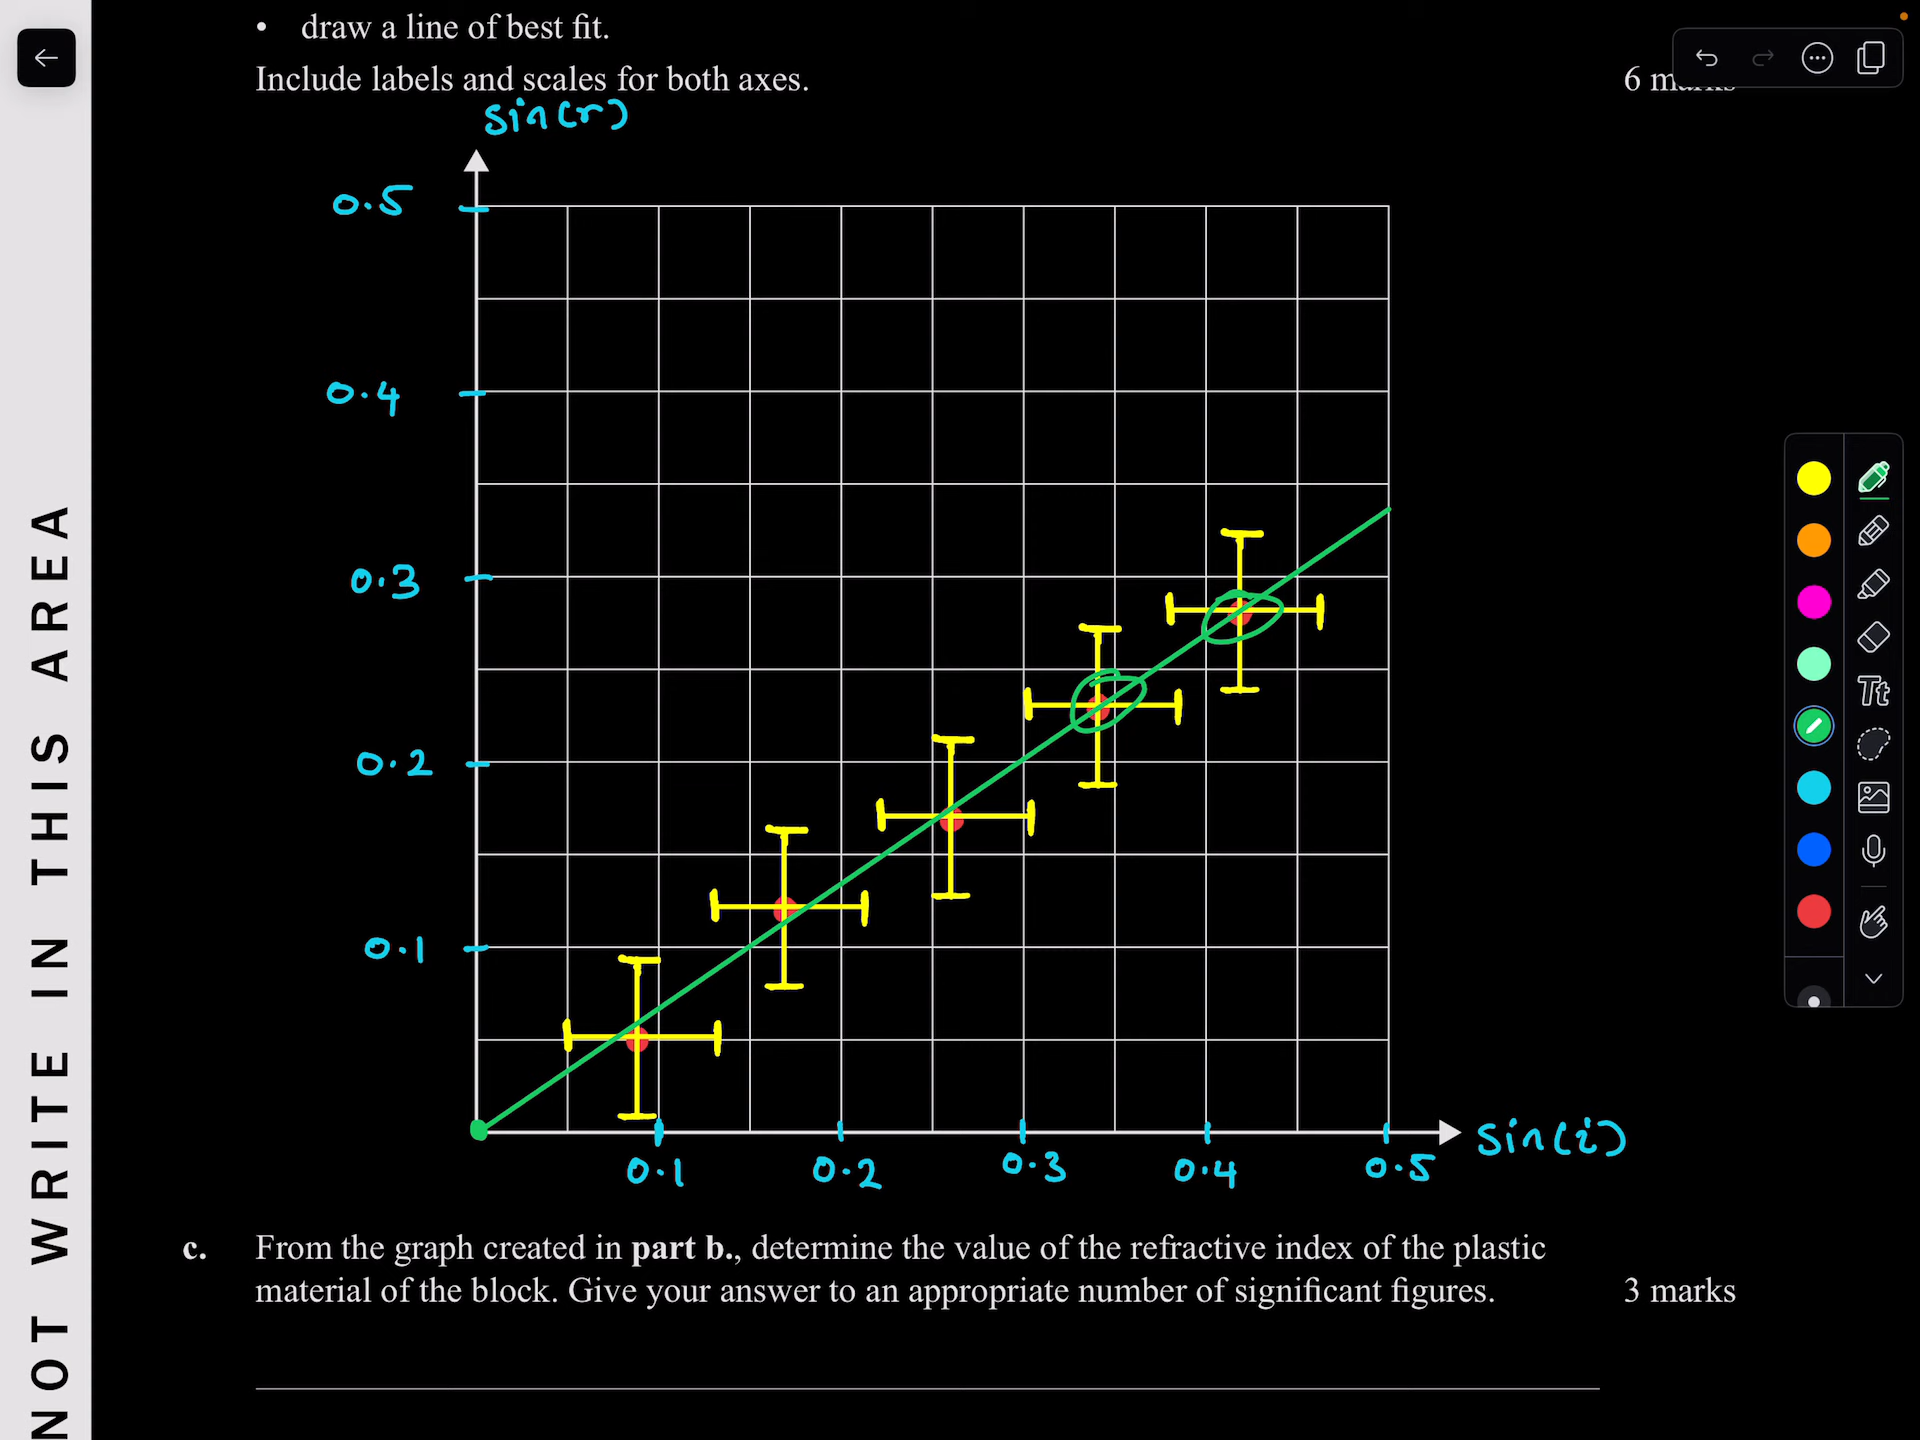 • draw a line of best fit.
Include labels and scales for both axes.
6 marks
sin(r)
0.5
0.4
0.3
0.2
0.1
0.1 0.2 0.3 0.4 0.5
sin(i)
c. From the graph created in part b., determine the value of the refractive index of the plastic
material of the block. Give your answer to an appropriate number of significant figures. 3 marks
NOT WRITE IN THIS AREA
Tt